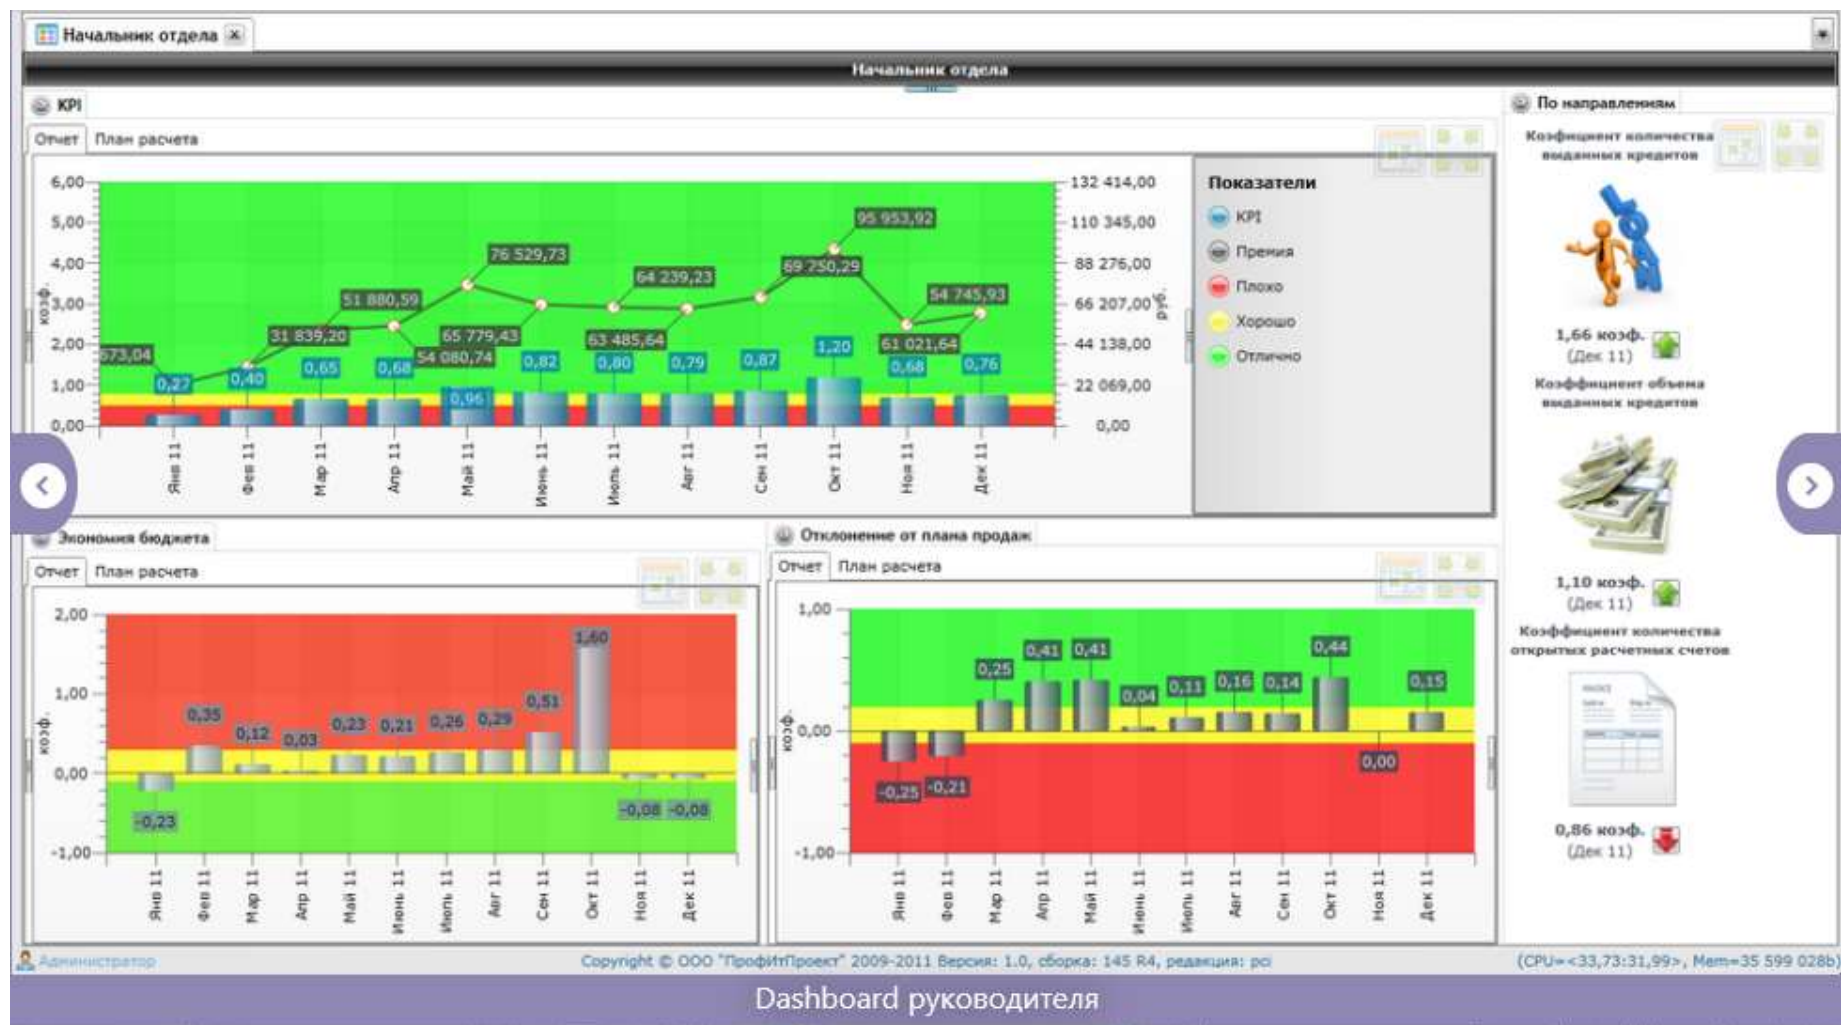 Начальник отдела
Начальник отдела
KPI
Отчет План расчета
6,00
5,00
4,00
3,00
2,00
1,00
0,00
коэф.
132 414,00
110 345,00
88 276,00
66 207,00
44 138,00
22 069,00
0,00
руб.
673,04
31 839,20
51 880,59
54 080,74
76 529,73
65 779,43
64 239,23
63 485,64
69 750,29
95 953,92
61 021,64
54 745,93
0,27
0,40
0,65
0,68
0,96
0,82
0,80
0,79
0,87
1,20
0,68
0,76
Янв 11
Фев 11
Мар 11
Апр 11
Май 11
Июнь 11
Июль 11
Авг 11
Сен 11
Окт 11
Ноя 11
Дек 11
Показатели
KPI
Премия
Плохо
Хорошо
Отлично
По направлениям
Коэфициент количества
выданных кредитов
1,66 коэф.
(Дек 11)
Коэффициент объема
выданных кредитов
1,10 коэф.
(Дек 11)
Коэффициент количества
открытых расчетных счетов
INVOICE
0,86 коэф.
(Дек 11)
Экономия бюджета
Отчет План расчета
2,00
1,00
0,00
-1,00
коэф.
-0,23
0,35
0,12
0,03
0,23
0,21
0,26
0,29
0,51
1,60
-0,08
-0,08
Янв 11
Фев 11
Мар 11
Апр 11
Май 11
Июнь 11
Июль 11
Авг 11
Сен 11
Окт 11
Ноя 11
Дек 11
Отклонение от плана продаж
Отчет План расчета
1,00
0,00
-1,00
коэф.
-0,25
-0,21
0,25
0,41
0,41
0,04
0,11
0,16
0,14
0,44
0,00
0,15
Янв 11
Фев 11
Мар 11
Апр 11
Май 11
Июнь 11
Июль 11
Авг 11
Сен 11
Окт 11
Ноя 11
Дек 11
Администратор
Copyright © ООО "ПрофИтПроект" 2009-2011 Версия: 1.0, сборка: 145 R4, редакция: pci
(CPU=<33,73:31,99>, Mem=35 599 028b)
Dashboard руководителя